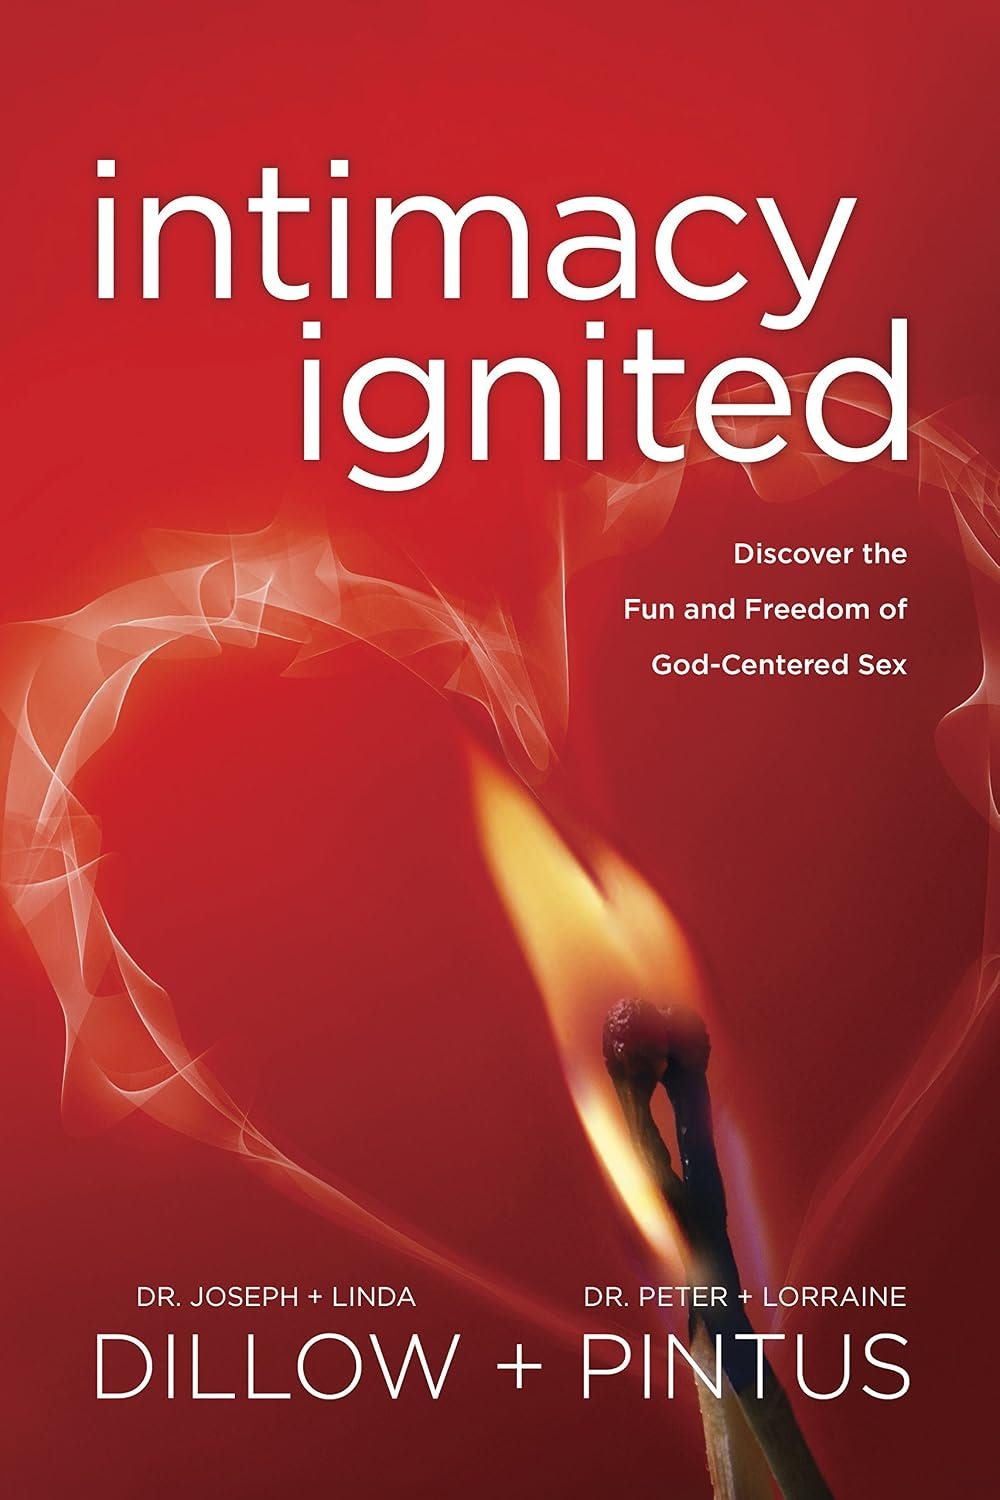 intimacy
ignited
Discover the
Fun and Freedom of
God-Centered Sex
DR. JOSEPH + LINDA DR. PETER + LORRAINE
DILLOW + PINTUS